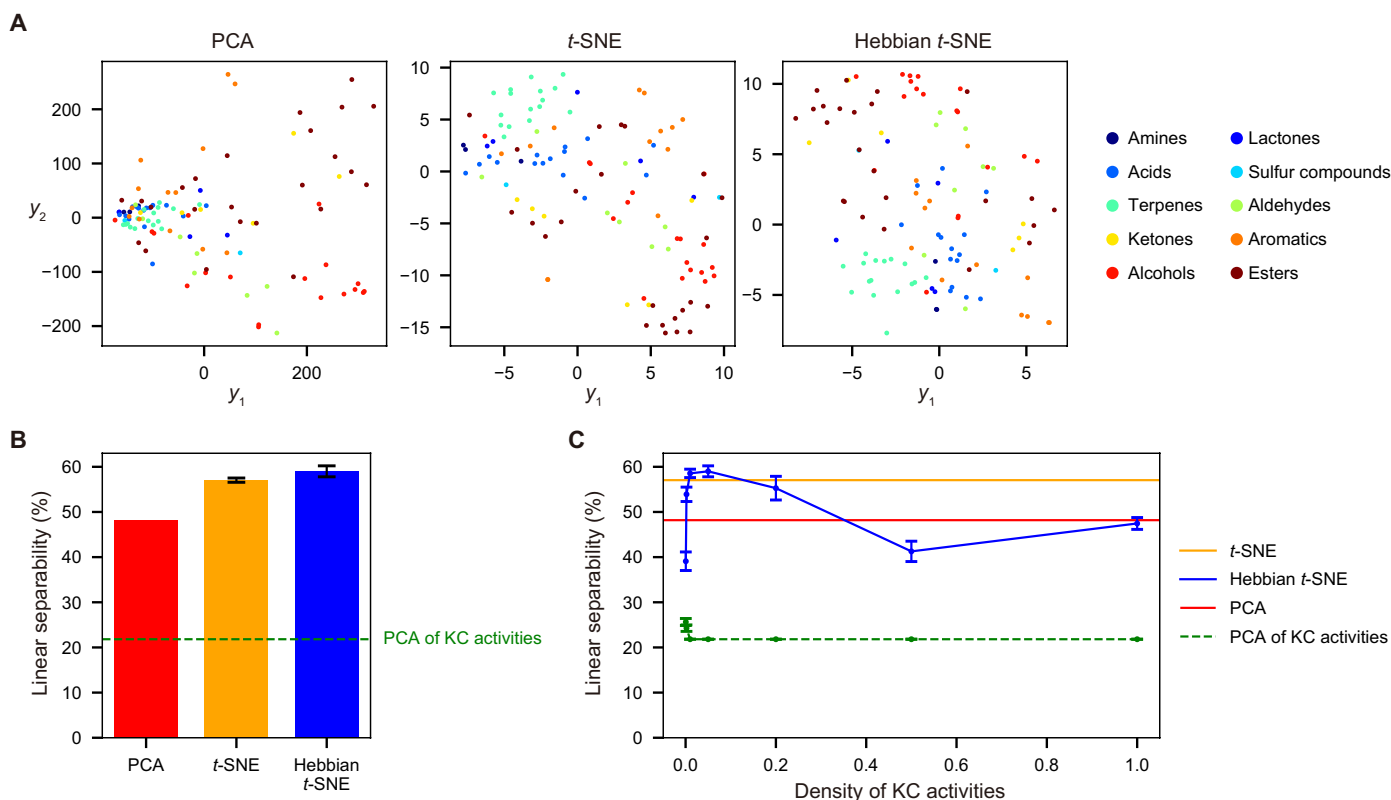 A
PCA
t-SNE
Hebbian t-SNE
200
100
0
−100
−200
y2
0
200
y1
10
5
0
−5
−10
−15
−5
0
5
10
y1
10
5
0
−5
−5
0
5
y1
Amines
Lactones
Acids
Sulfur compounds
Terpenes
Aldehydes
Ketones
Aromatics
Alcohols
Esters
B
Linear separability (%)
60
50
40
30
20
10
0
PCA of KC activities
PCA
t-SNE
Hebbian
t-SNE
C
Linear separability (%)
60
50
40
30
20
10
0
0.0
0.2
0.4
0.6
0.8
1.0
Density of KC activities
t-SNE
Hebbian t-SNE
PCA
PCA of KC activities